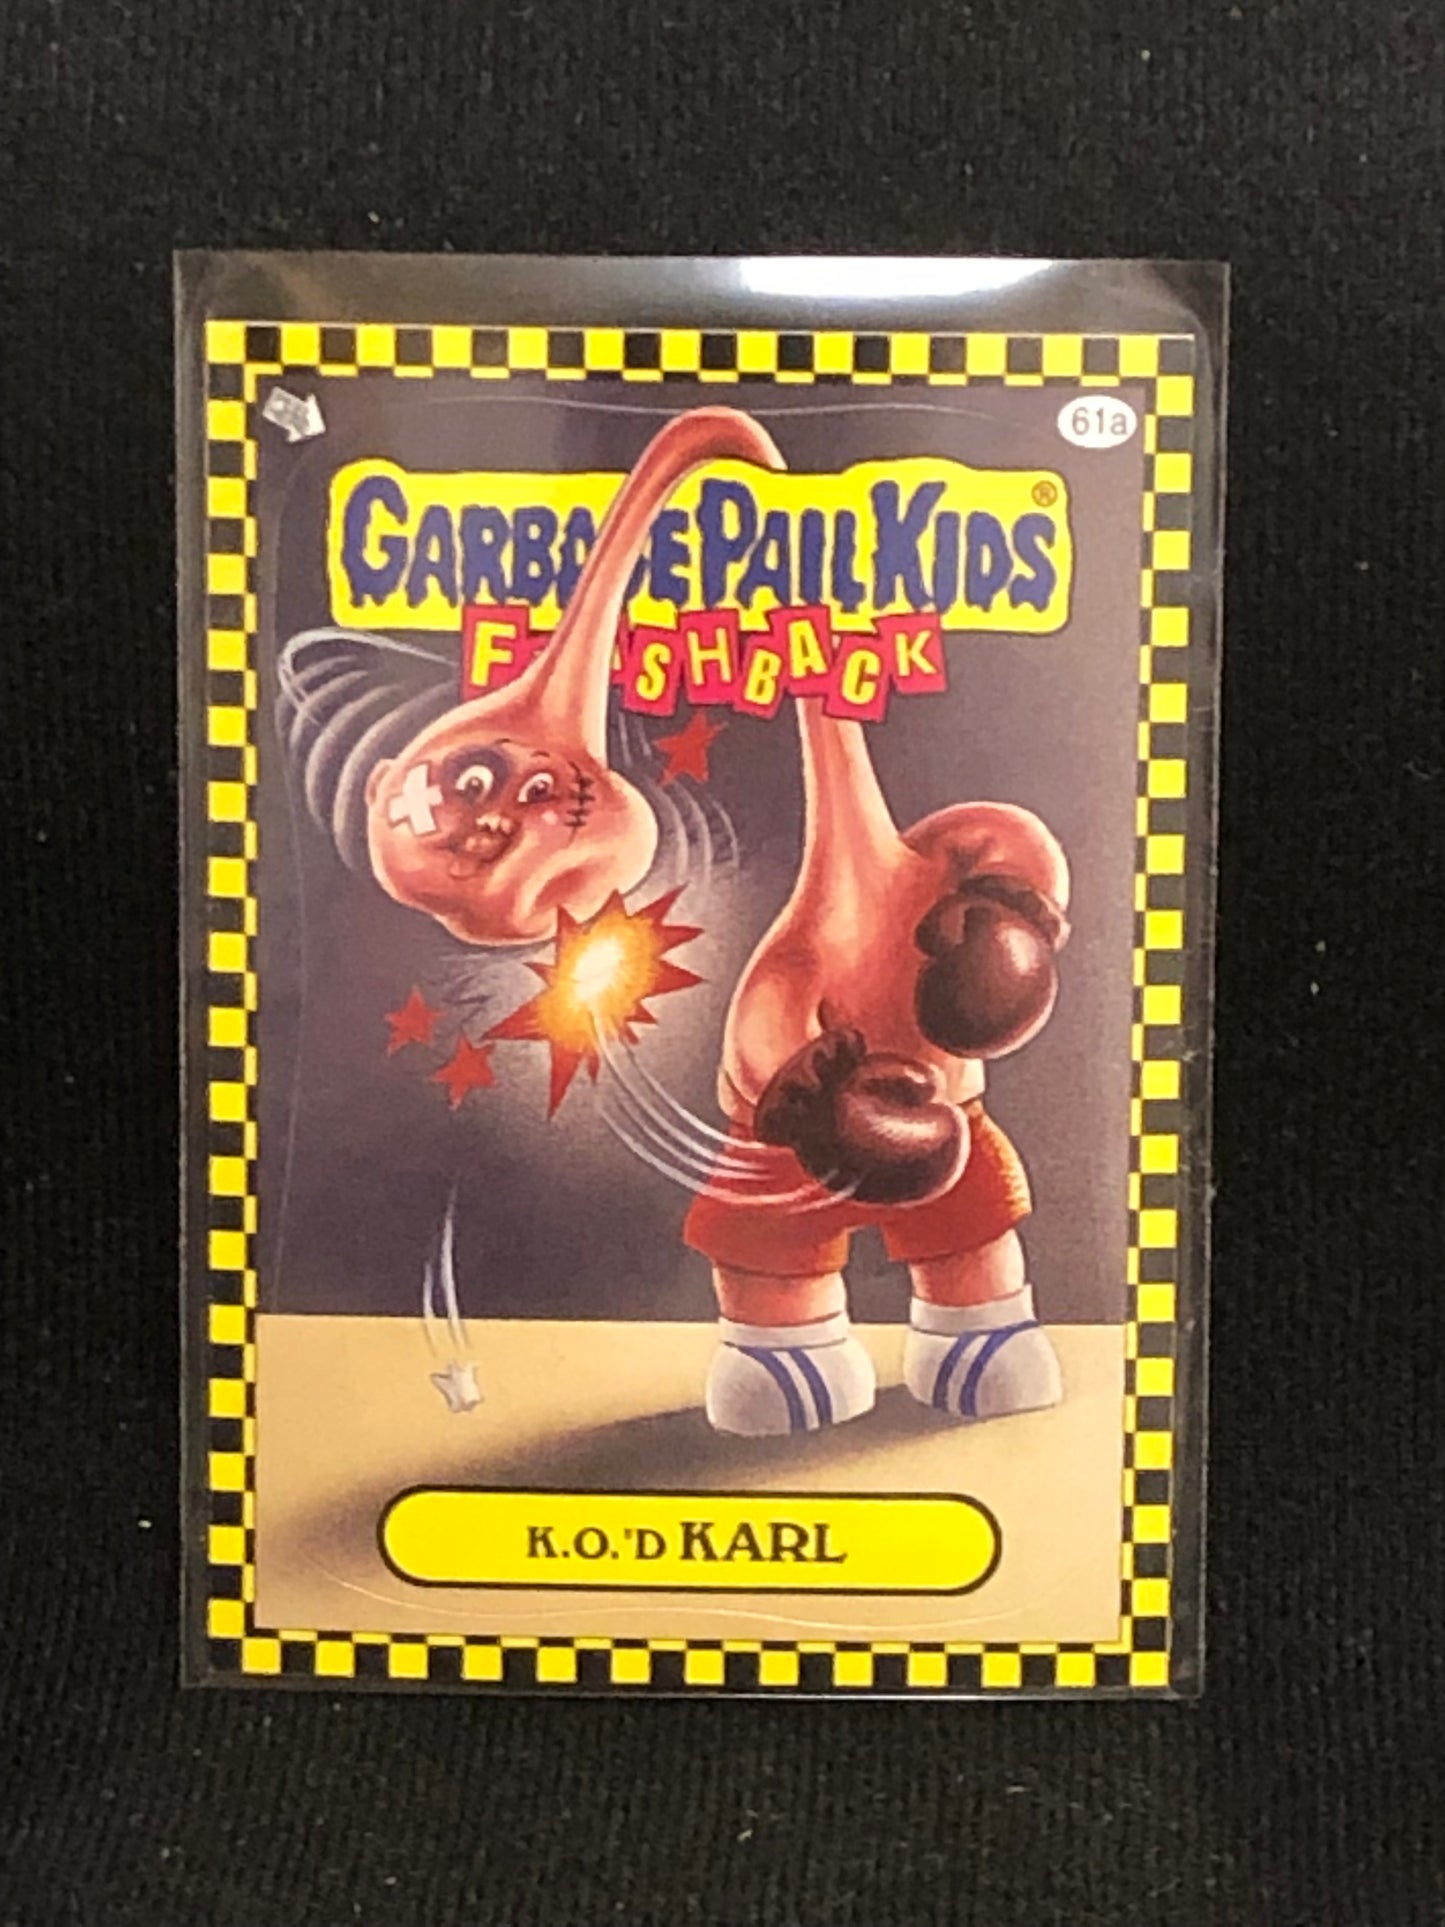 61a
GARBAGE PAIL KIDS®
FLASHBACK
K.O.'D KARL